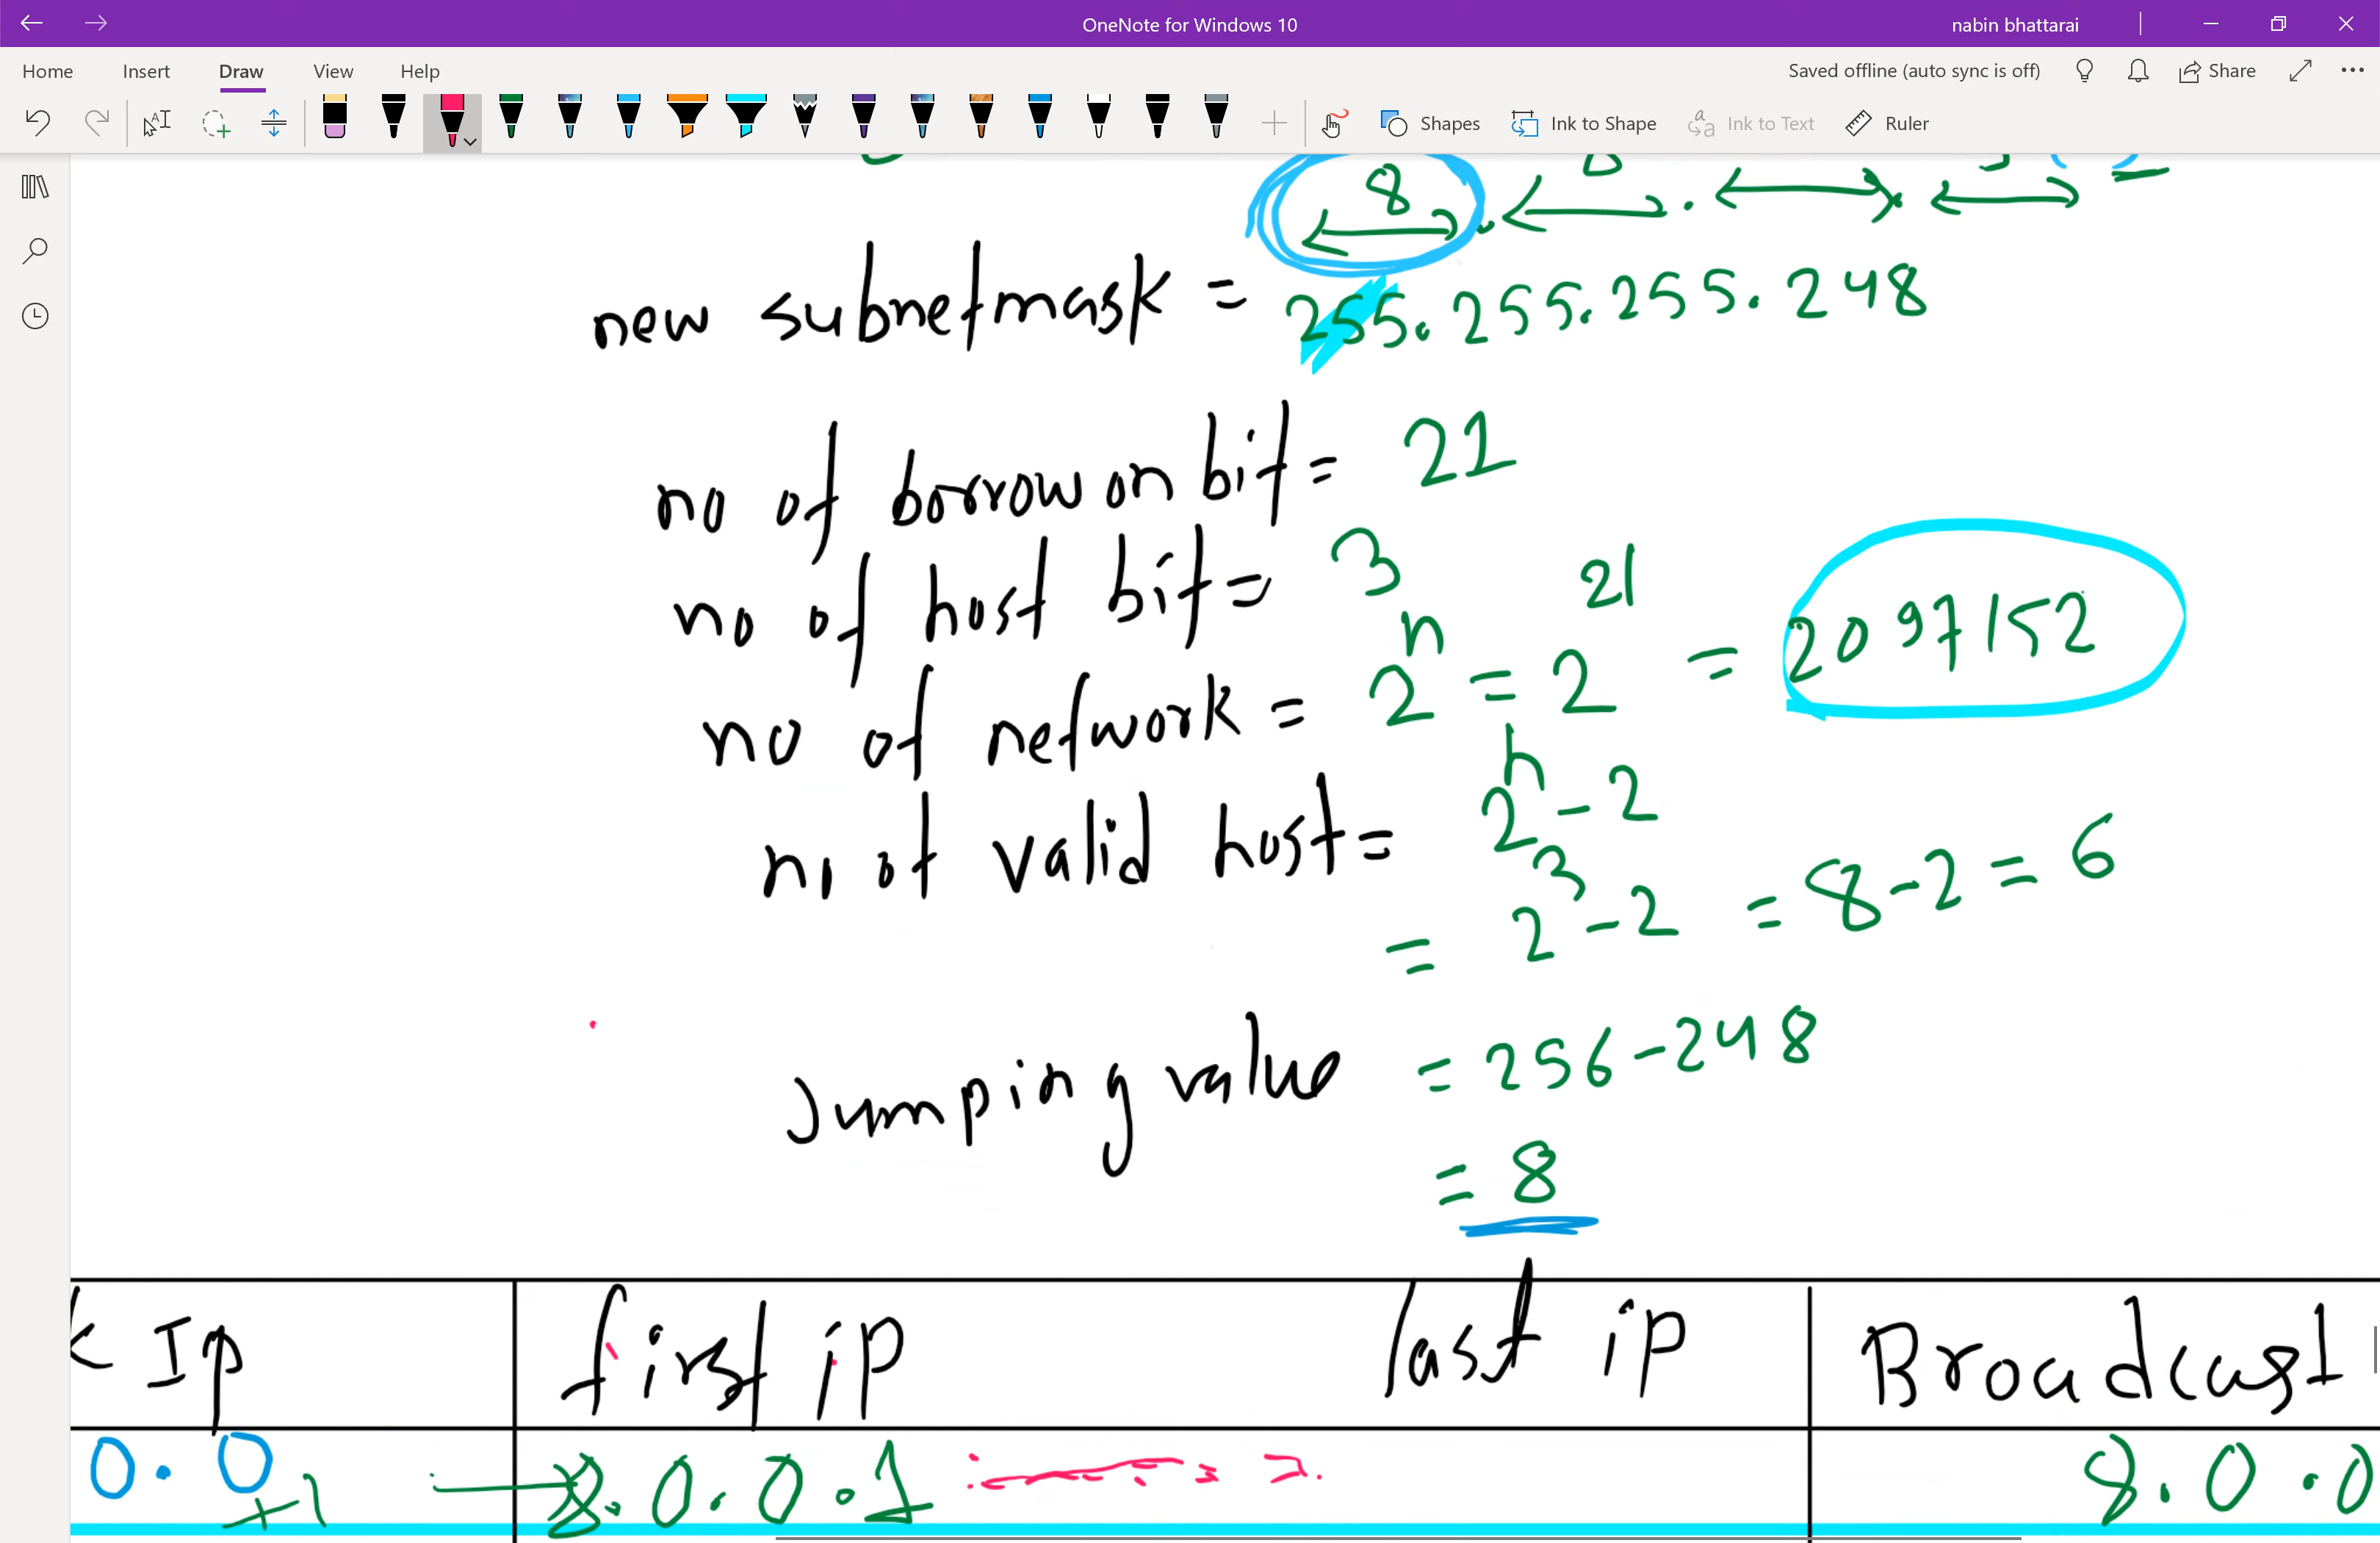 OneNote for Windows 10
nabin bhattarai
Home Insert Draw View Help
Saved offline (auto sync is off)
Share
Shapes Ink to Shape Ink to Text Ruler
8
new subnetmask = 255.255.255.248
no of borrow on bit = 21
no of host bit = 3
no of network = 2^n = 2^21 = 2097152
no of valid host = 2^h - 2
= 2^3 - 2 = 8 - 2 = 6
Jumping value = 256 - 248
= 8
k Ip first iP last iP Broadcast
0.0 +1 8.0.0.1 8.0.0